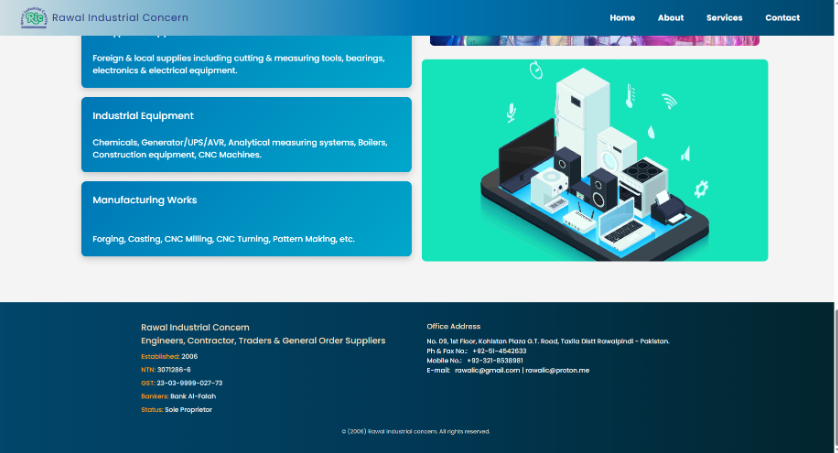 Ric
Rawal Industrial Concern
Home
About
Services
Contact
Foreign & local supplies including cutting & measuring tools, bearings,
electronics & electrical equipment.
Industrial Equipment
Chemicals, Generator/UPS/AVR, Analytical measuring systems, Boilers,
Construction equipment, CNC Machines.
Manufacturing Works
Forging, Casting, CNC Milling, CNC Turning, Pattern Making, etc.
Rawal Industrial Concern
Engineers, Contractor, Traders & General Order Suppliers
Established: 2006
NTN: 3071286-6
GST: 23-03-9999-027-73
Bankers: Bank Al-Falah
Status: Sole Proprietor
Office Address
No. 09, 1st Floor, Kohistan Plaza G.T. Road, Taxila Distt Rawalpindi - Pakistan.
Ph & Fax No.: +92-51-4542633
Mobile No.: +92-321-8538981
E-mail: rawalic@gmail.com | rawalic@proton.me
© (2006) Rawal industrial concern. All rights reserved.